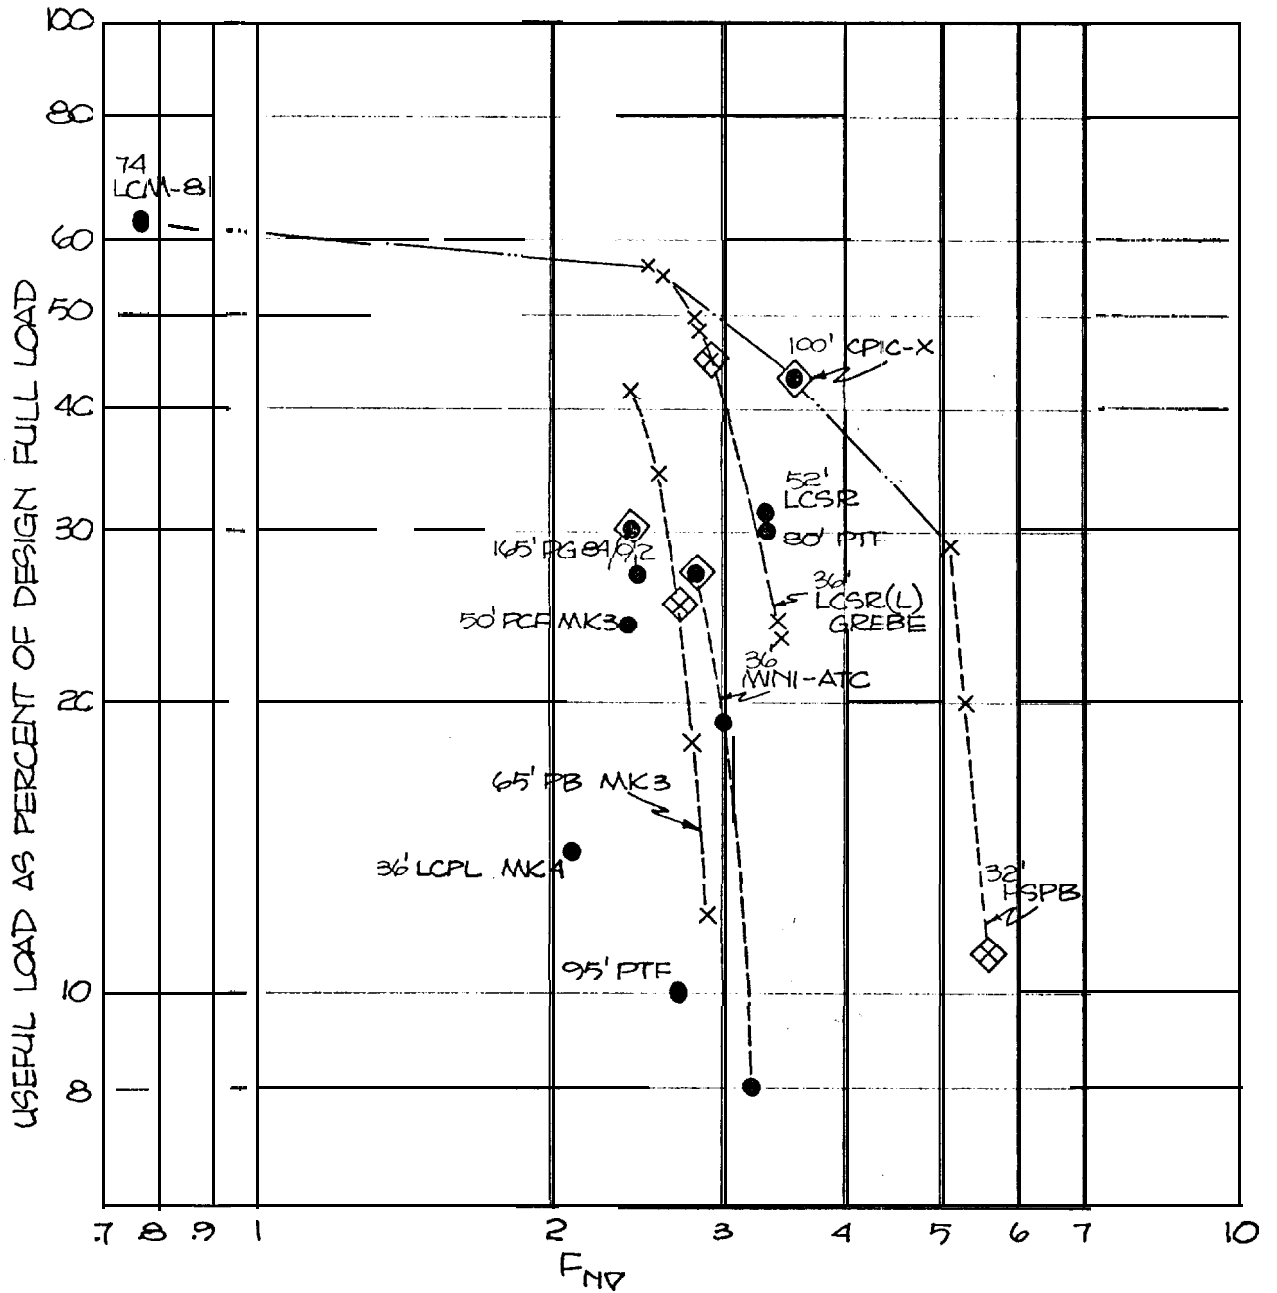 100
80
74
LCM-81
60
50
100' CPIC-X
40
52'
LCSR
30
80' PTF
165' PG 84/92
36'
LCSR(L)
GREBE
50' PCF MK3
36'
MINI-ATC
20
65' PB MK3
36' LCPL MK4
32'
HSPB
95' PTF
10
8
.7 .8 .9 1 2 3 4 5 6 7 10
FN∇
USEFUL LOAD AS PERCENT OF DESIGN FULL LOAD